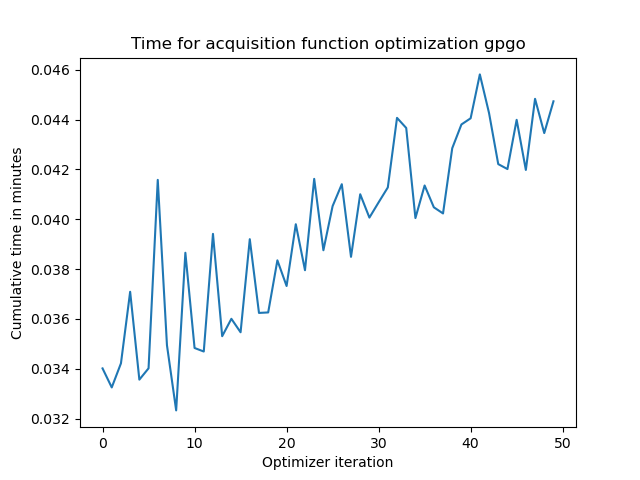 Time for acquisition function optimization gpgo
0.046
0.044
0.042
0.040
0.038
0.036
0.034
0.032
Cumulative time in minutes
0 10 20 30 40 50
Optimizer iteration